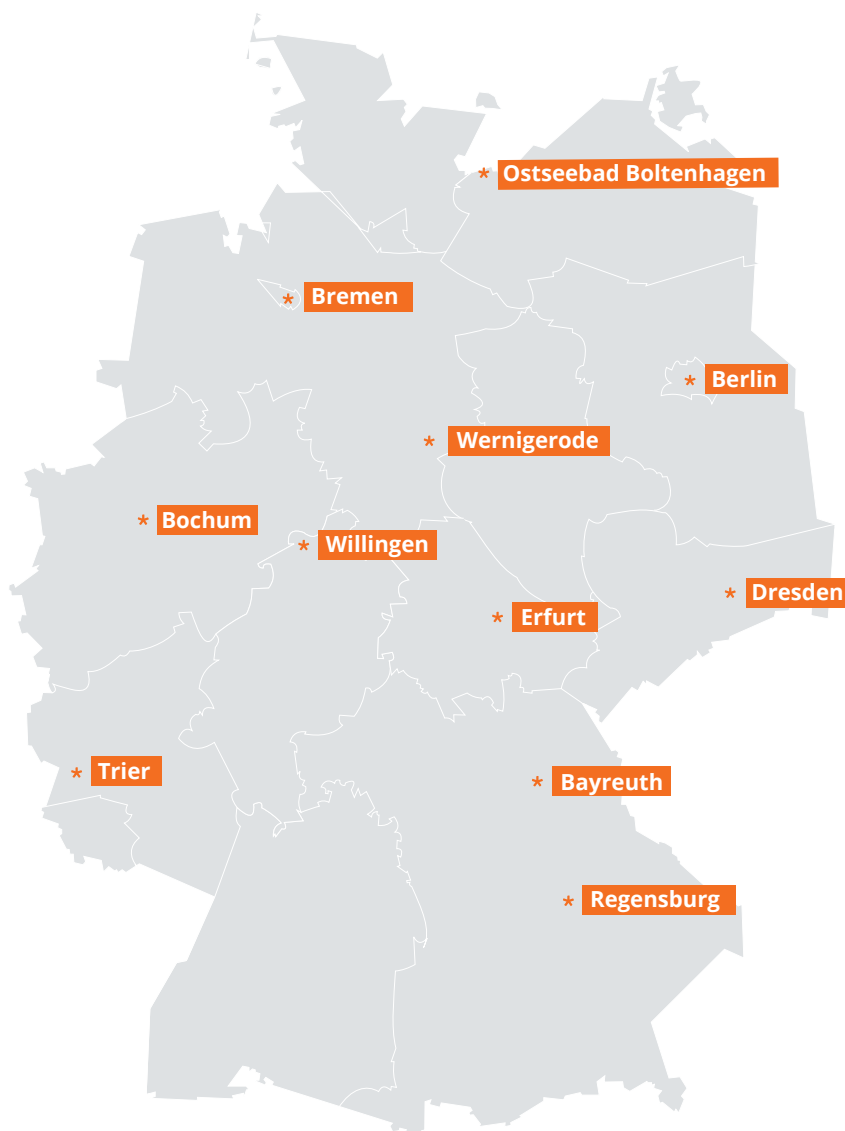 * Ostseebad Boltenhagen
* Bremen
* Berlin
* Wernigerode
* Bochum
* Willingen
* Dresden
* Erfurt
* Trier
* Bayreuth
* Regensburg